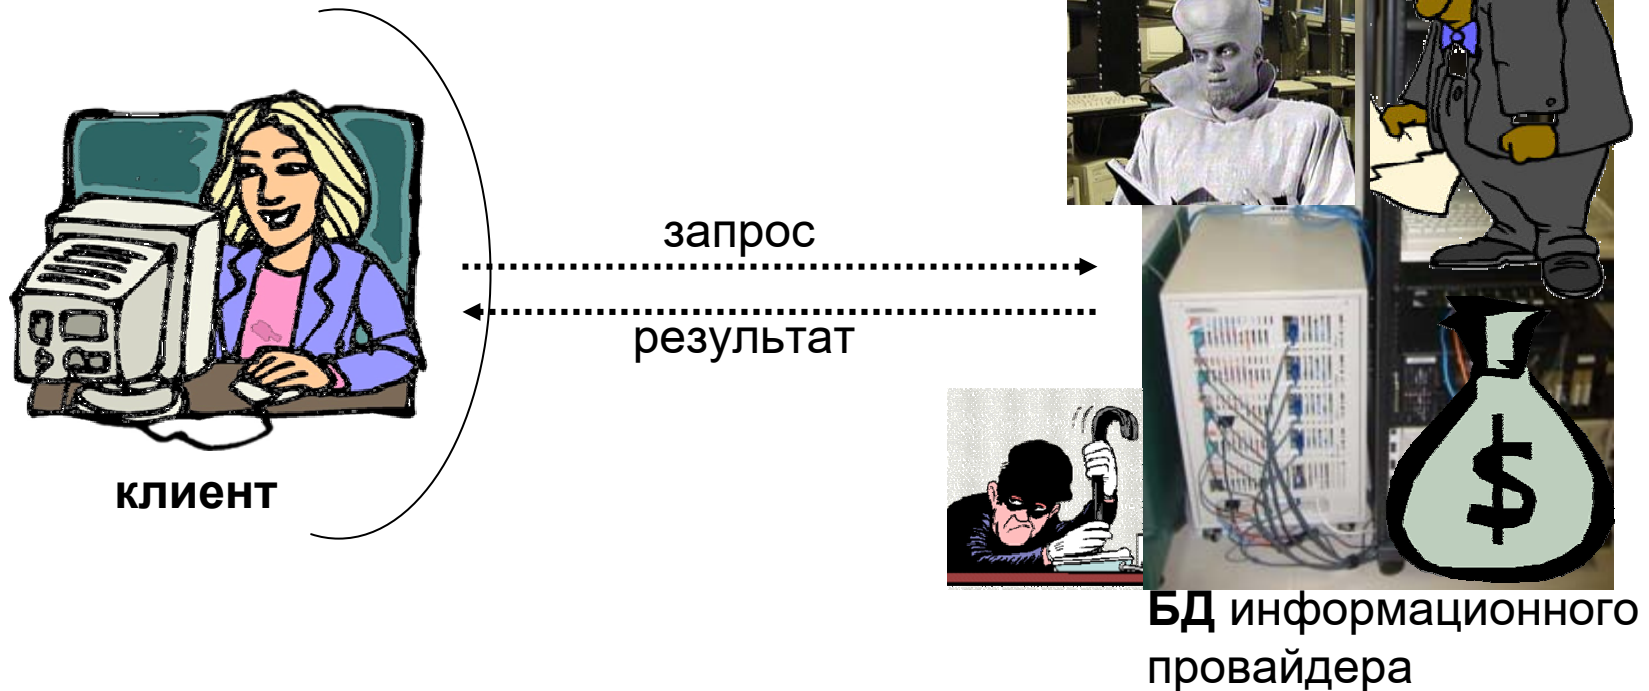 запрос
результат
клиент
$
БД информационного
провайдера